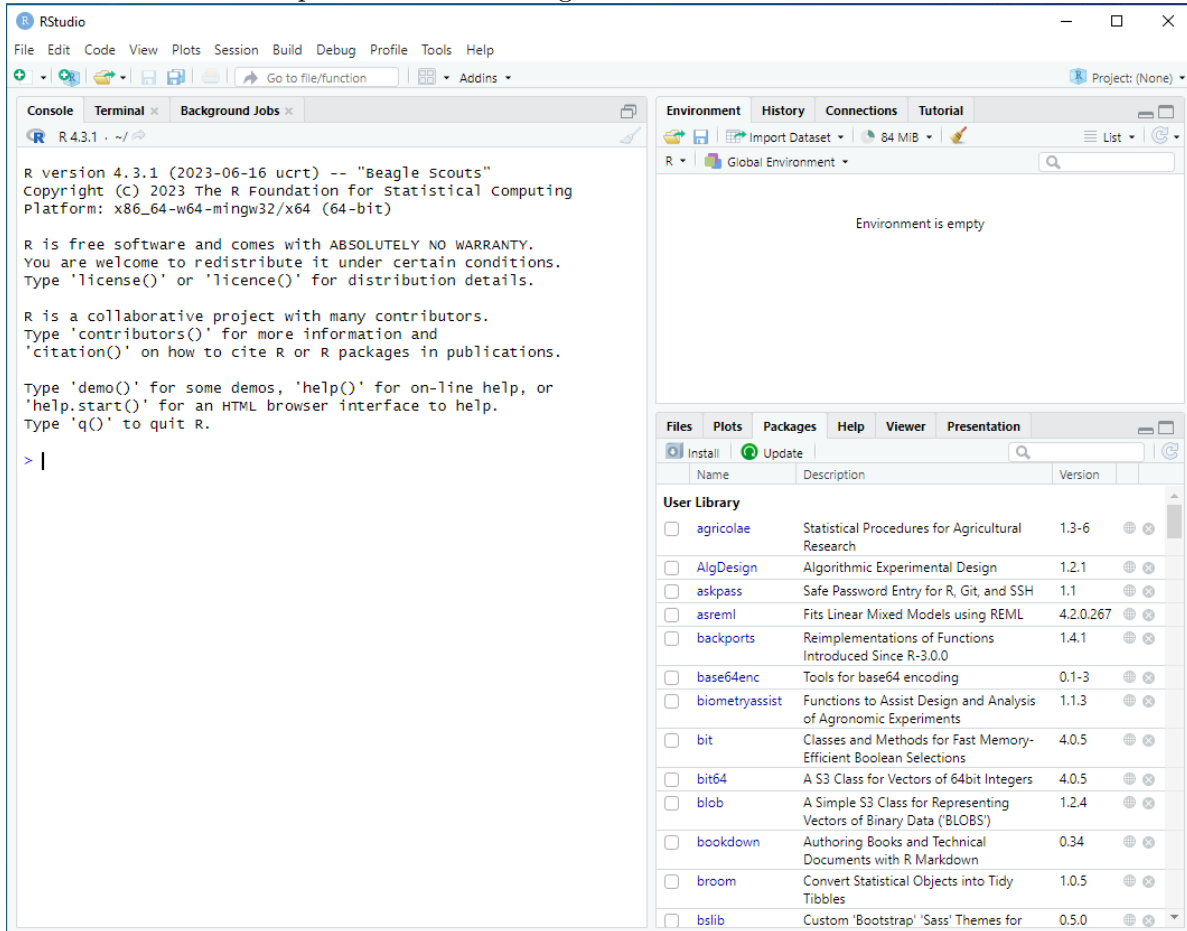 RStudio
File Edit Code View Plots Session Build Debug Profile Tools Help
Go to file/function Addins Project: (None)
Console Terminal Background Jobs
R 4.3.1 · ~/
R version 4.3.1 (2023-06-16 ucrt) -- "Beagle Scouts"
Copyright (C) 2023 The R Foundation for Statistical Computing
Platform: x86_64-w64-mingw32/x64 (64-bit)
R is free software and comes with ABSOLUTELY NO WARRANTY.
You are welcome to redistribute it under certain conditions.
Type 'license()' or 'licence()' for distribution details.
R is a collaborative project with many contributors.
Type 'contributors()' for more information and
'citation()' on how to cite R or R packages in publications.
Type 'demo()' for some demos, 'help()' for on-line help, or
'help.start()' for an HTML browser interface to help.
Type 'q()' to quit R.
>
Environment History Connections Tutorial
Import Dataset 84 MiB List
R Global Environment
Environment is empty
Files Plots Packages Help Viewer Presentation
Install Update
Name Description Version
User Library
agricolae Statistical Procedures for Agricultural 1.3-6
Research
AlgDesign Algorithmic Experimental Design 1.2.1
askpass Safe Password Entry for R, Git, and SSH 1.1
asreml Fits Linear Mixed Models using REML 4.2.0.267
backports Reimplementations of Functions 1.4.1
Introduced Since R-3.0.0
base64enc Tools for base64 encoding 0.1-3
biometryassist Functions to Assist Design and Analysis 1.1.3
of Agronomic Experiments
bit Classes and Methods for Fast Memory- 4.0.5
Efficient Boolean Selections
bit64 A S3 Class for Vectors of 64bit Integers 4.0.5
blob A Simple S3 Class for Representing 1.2.4
Vectors of Binary Data ('BLOBS')
bookdown Authoring Books and Technical 0.34
Documents with R Markdown
broom Convert Statistical Objects into Tidy 1.0.5
Tibbles
bslib Custom 'Bootstrap' 'Sass' Themes for 0.5.0